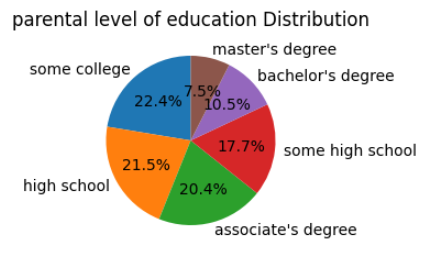 parental level of education Distribution
master's degree
some college
bachelor's degree
7.5%
22.4%
10.5%
17.7%
some high school
21.5%
high school
20.4%
associate's degree